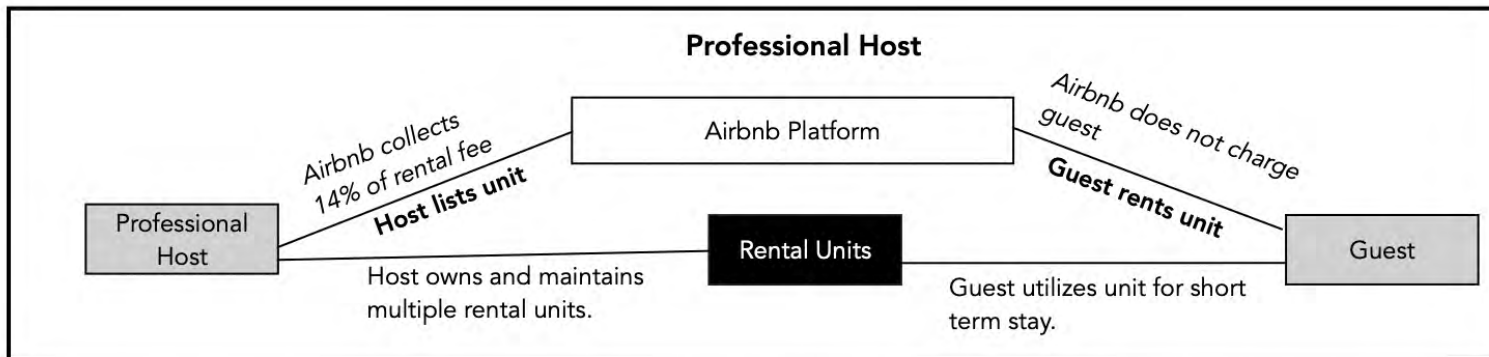 Professional Host
Airbnb collects
14% of rental fee
Host lists unit
Airbnb Platform
Airbnb does not charge
guest
Guest rents unit
Professional
Host
Rental Units
Guest
Host owns and maintains
multiple rental units.
Guest utilizes unit for short
term stay.